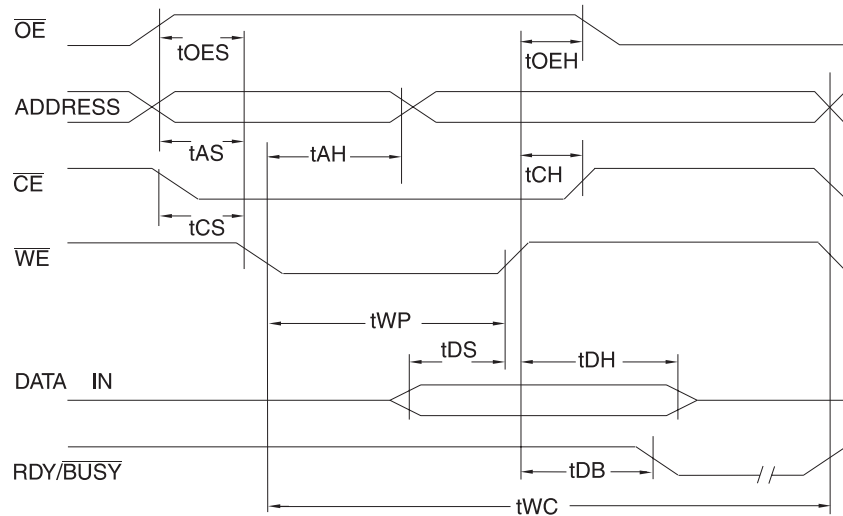 OE
tOES
tOEH
ADDRESS
tAS
tAH
tCH
CE
tCS
WE
tWP
tDS
tDH
DATA IN
RDY/BUSY
tDB
tWC